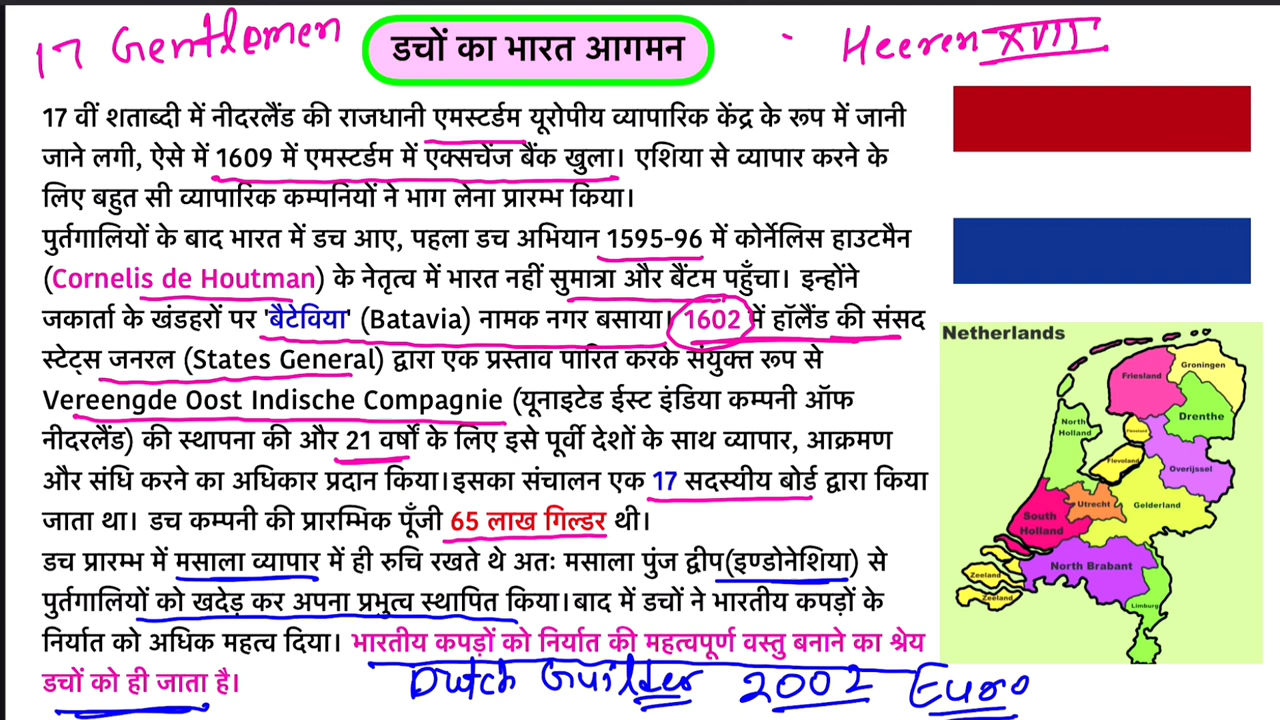 17 Gentlemen
डचों का भारत आगमन
Heeren XVII
17 वीं शताब्दी में नीदरलैंड की राजधानी एमस्टर्डम यूरोपीय व्यापारिक केंद्र के रूप में जानी
जाने लगी, ऐसे में 1609 में एमस्टर्डम में एक्सचेंज बैंक खुला। एशिया से व्यापार करने के
लिए बहुत सी व्यापारिक कम्पनियों ने भाग लेना प्रारम्भ किया।
पुर्तगालियों के बाद भारत में डच आए, पहला डच अभियान 1595-96 में कोर्नेलिस हाउटमैन
(Cornelis de Houtman) के नेतृत्व में भारत नहीं सुमात्रा और बैंटम पहुँचा। इन्होंने
जकार्ता के खंडहरों पर 'बैटेविया' (Batavia) नामक नगर बसाया। 1602 में हॉलैंड की संसद
स्टेट्स जनरल (States General) द्वारा एक प्रस्ताव पारित करके संयुक्त रूप से
Vereengde Oost Indische Compagnie (यूनाइटेड ईस्ट इंडिया कम्पनी ऑफ
नीदरलैंड) की स्थापना की और 21 वर्षों के लिए इसे पूर्वी देशों के साथ व्यापार, आक्रमण
और संधि करने का अधिकार प्रदान किया।इसका संचालन एक 17 सदस्यीय बोर्ड द्वारा किया
जाता था। डच कम्पनी की प्रारम्भिक पूँजी 65 लाख गिल्डर थी।
डच प्रारम्भ में मसाला व्यापार में ही रुचि रखते थे अतः मसाला पुंज द्वीप(इण्डोनेशिया) से
पुर्तगालियों को खदेड़ कर अपना प्रभुत्व स्थापित किया।बाद में डचों ने भारतीय कपड़ों के
निर्यात को अधिक महत्व दिया। भारतीय कपड़ों को निर्यात की महत्वपूर्ण वस्तु बनाने का श्रेय
डचों को ही जाता है।
Dutch Guilder 2002 Euro
Netherlands
Groningen
Friesland
Drenthe
North
Holland
Flevoland
Flevoland
Overijssel
Utrecht
Gelderland
South
Holland
North Brabant
Zeeland
Zeeland
Limburg